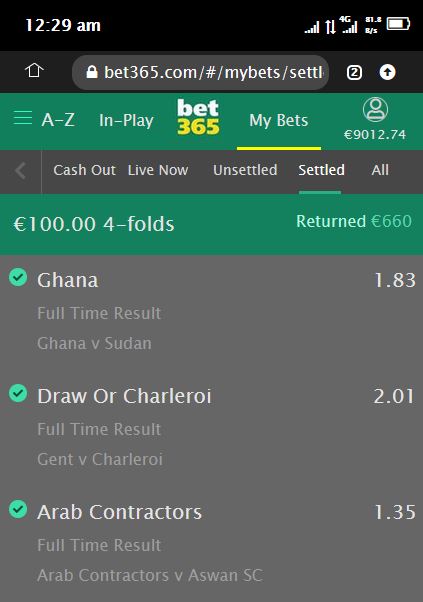 12:29 am
4G 81.8 B/s
bet365.com/#/mybets/settl
2
A-Z In-Play bet365 My Bets
€9012.74
Cash Out Live Now Unsettled Settled All
€100.00 4-folds Returned €660
Ghana 1.83
Full Time Result
Ghana v Sudan
Draw Or Charleroi 2.01
Full Time Result
Gent v Charleroi
Arab Contractors 1.35
Full Time Result
Arab Contractors v Aswan SC